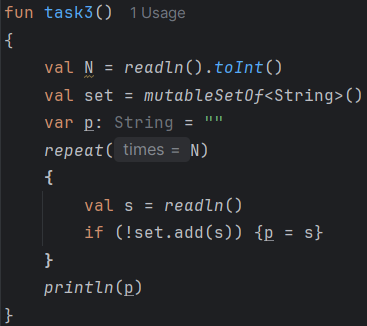 fun task3() 1 Usage
{
val N = readln().toInt()
val set = mutableSetOf<String>()
var p: String = ""
repeat( times = N)
{
val s = readln()
if (!set.add(s)) {p = s}
}
println(p)
}